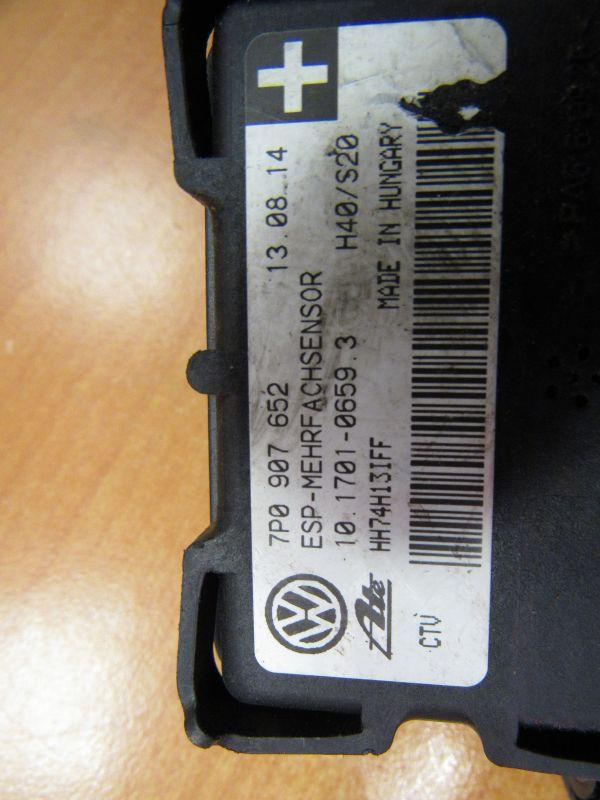 7P0 907 652 13.08.14
ESP-MEHRFACHSENSOR
10.1701-0659.3 H40/S20
HH74H13IFF MADE IN HUNGARY
Ate
CTV